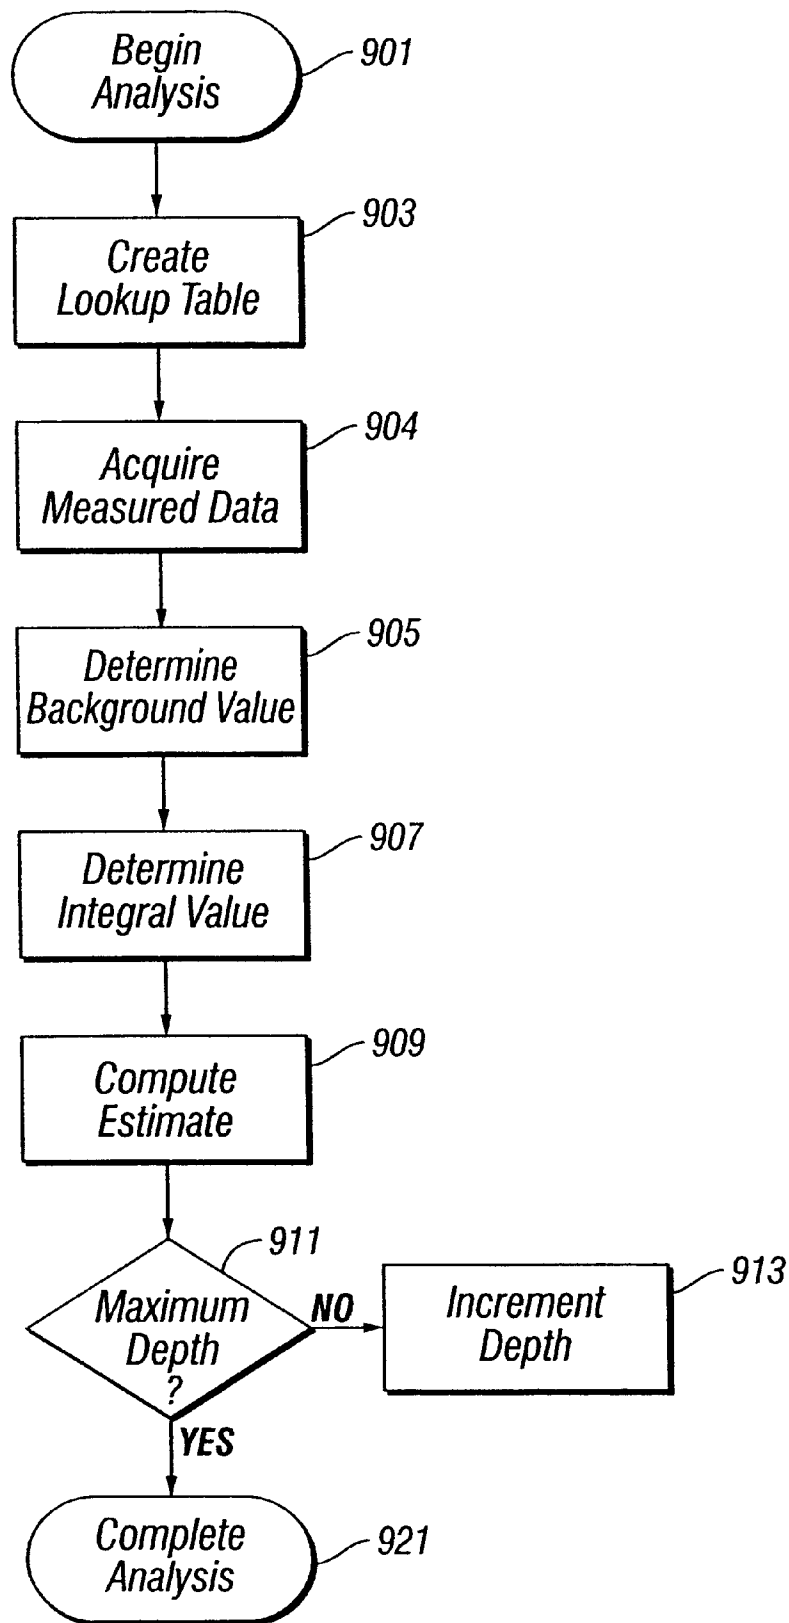 Begin
Analysis
901
Create
Lookup Table
903
Acquire
Measured Data
904
Determine
Background Value
905
Determine
Integral Value
907
Compute
Estimate
909
Maximum
Depth
?
911
NO
Increment
Depth
913
YES
Complete
Analysis
921